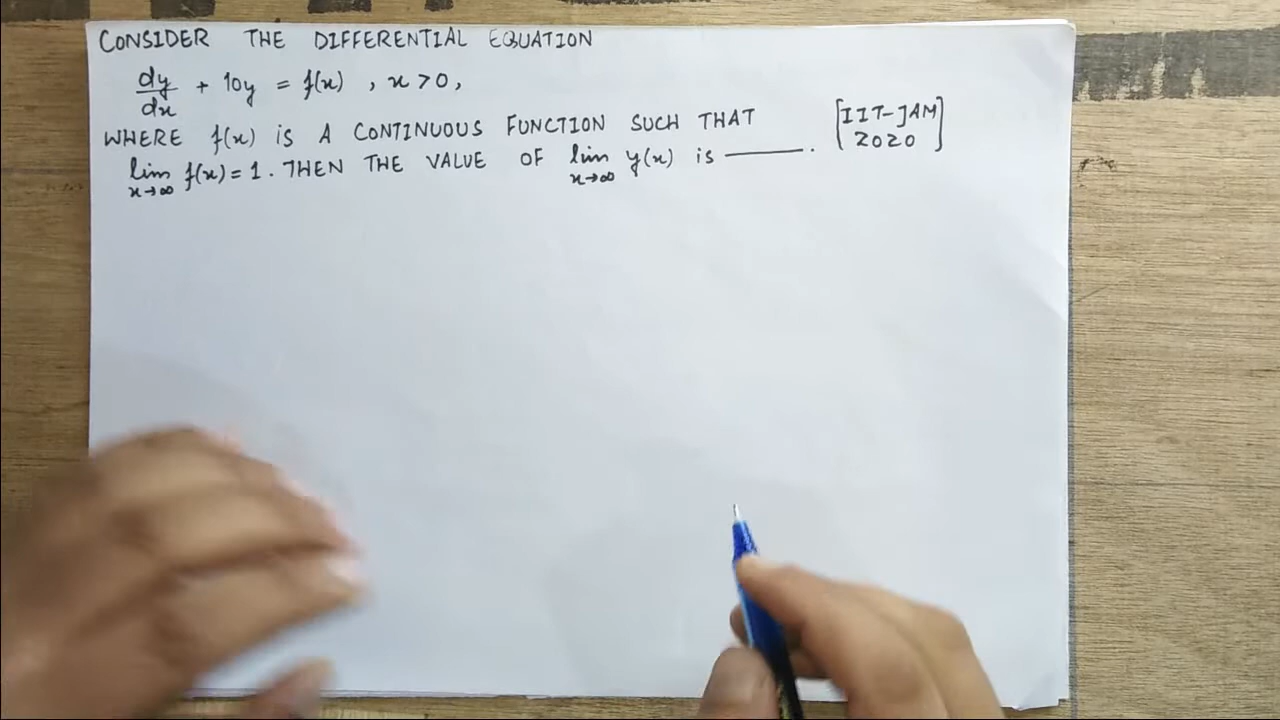 CONSIDER THE DIFFERENTIAL EQUATION
dy/dx + 10y = f(x) , x > 0,
WHERE f(x) IS A CONTINUOUS FUNCTION SUCH THAT [IIT-JAM 2020]
lim x→∞ f(x) = 1. THEN THE VALUE OF lim x→∞ y(x) is ———.